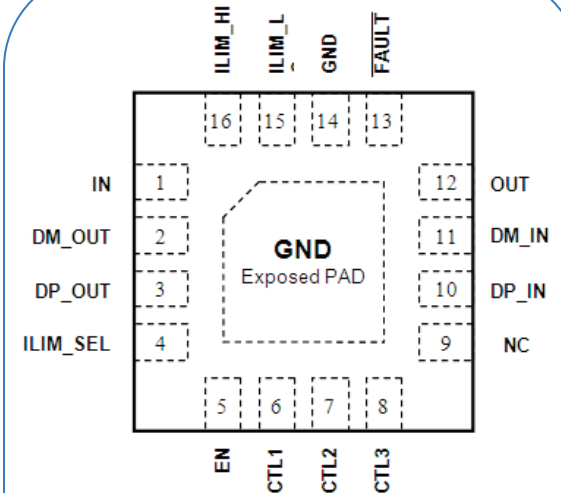 ILIM_HI
ILIM_L
GND
FAULT
16 15 14 13
IN 1 12 OUT
DM_OUT 2 11 DM_IN
DP_OUT 3 10 DP_IN
ILIM_SEL 4 9 NC
GND
Exposed PAD
5 6 7 8
EN
CTL1
CTL2
CTL3